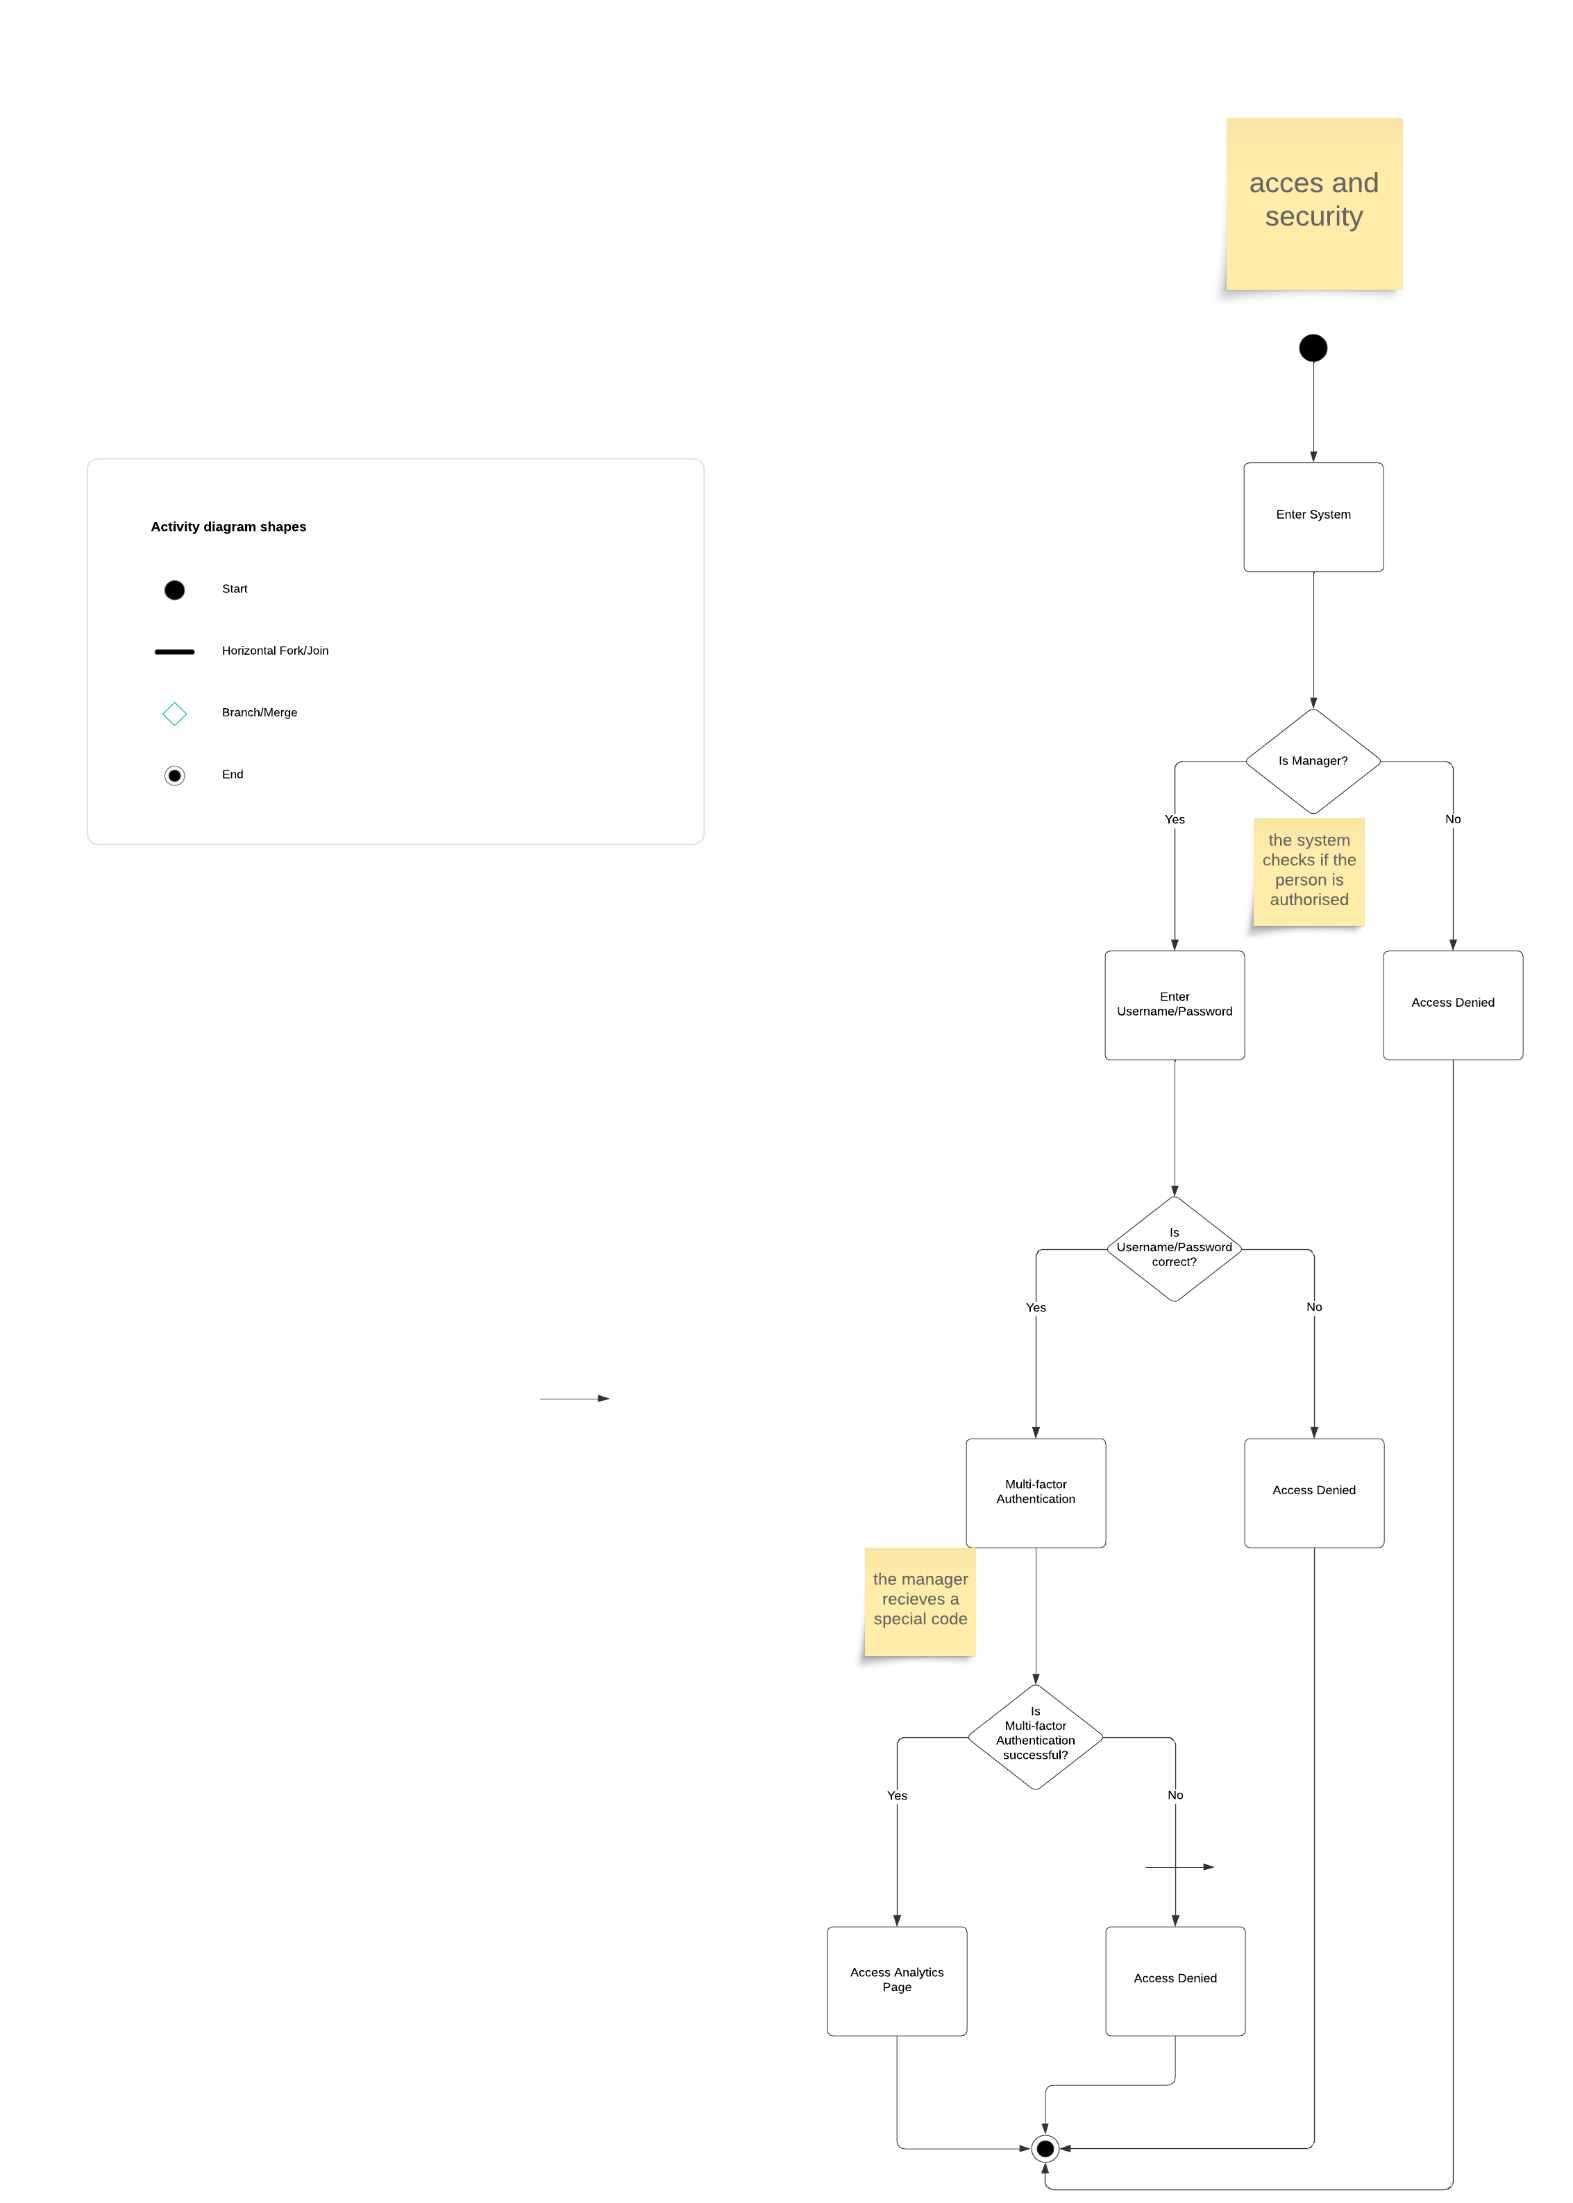 acces and
security
Activity diagram shapes
Start
Horizontal Fork/Join
Branch/Merge
End
Enter System
Is Manager?
Yes
No
the system
checks if the
person is
authorised
Enter
Username/Password
Access Denied
Is
Username/Password
correct?
Yes
No
Multi-factor
Authentication
Access Denied
the manager
recieves a
special code
Is
Multi-factor
Authentication
successful?
Yes
No
Access Analytics
Page
Access Denied